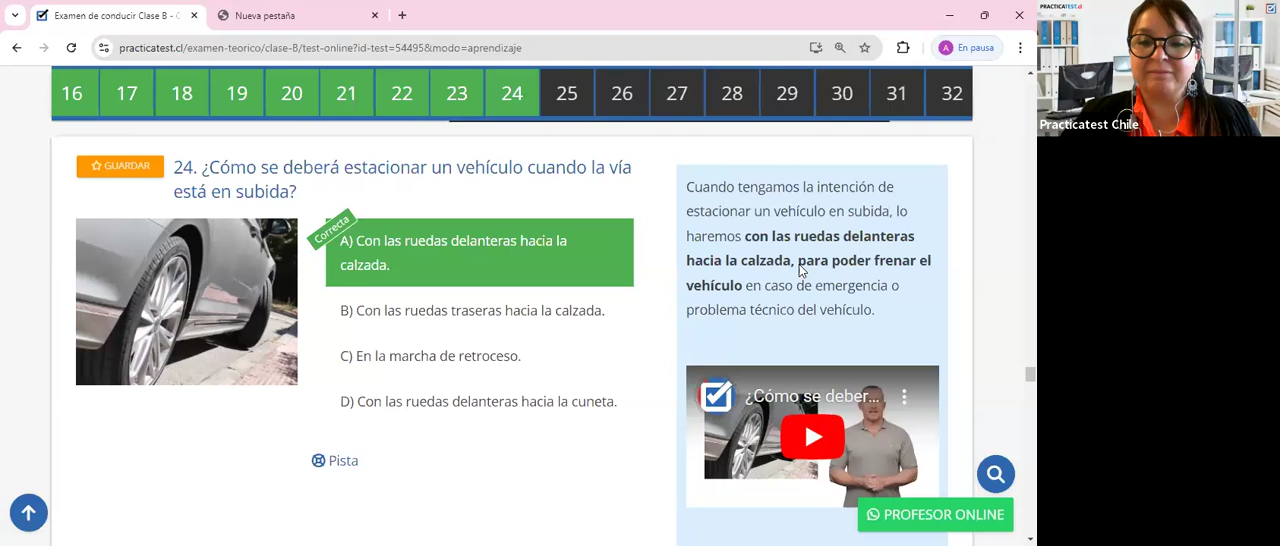 Examen de conducir Clase B - C
Nueva pestaña
practicatest.cl/examen-teorico/clase-B/test-online?id-test=54495&modo=aprendizaje
A En pausa
PRACTICATEST.cl
Practicatest Chile
16 17 18 19 20 21 22 23 24 25 26 27 28 29 30 31 32
GUARDAR
24. ¿Cómo se deberá estacionar un vehículo cuando la vía
está en subida?
Correcta
A) Con las ruedas delanteras hacia la
calzada.
B) Con las ruedas traseras hacia la calzada.
C) En la marcha de retroceso.
D) Con las ruedas delanteras hacia la cuneta.
Pista
Cuando tengamos la intención de
estacionar un vehículo en subida, lo
haremos con las ruedas delanteras
hacia la calzada, para poder frenar el
vehículo en caso de emergencia o
problema técnico del vehículo.
¿Cómo se deber...
PROFESOR ONLINE